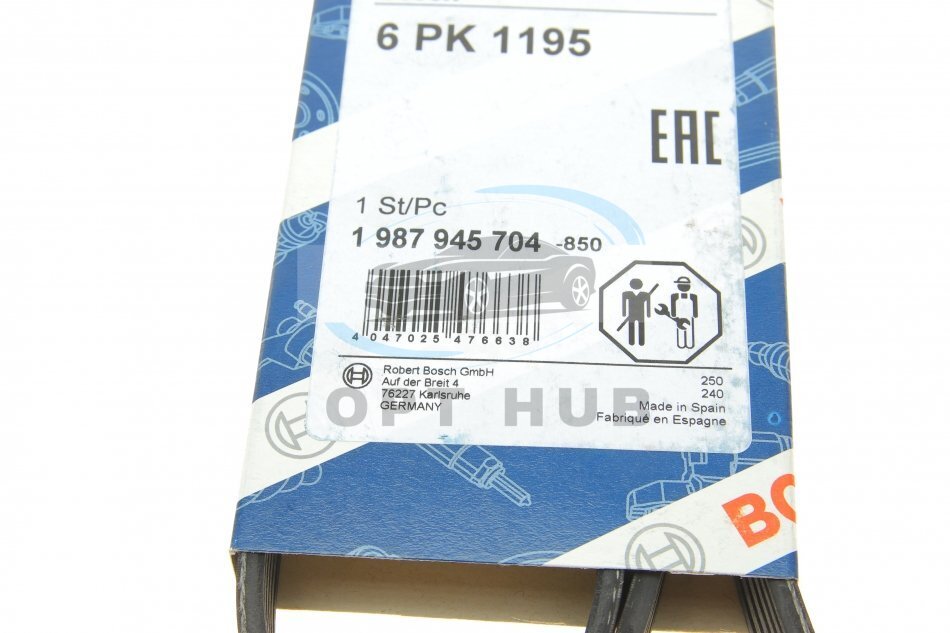 6 PK 1195
EAC
1 St/Pc
1 987 945 704 -850
4 047025 476638
Robert Bosch GmbH
Auf der Breit 4
76227 Karlsruhe
GERMANY
250
240
Made in Spain
Fabriqué en Espagne
OPT HUB